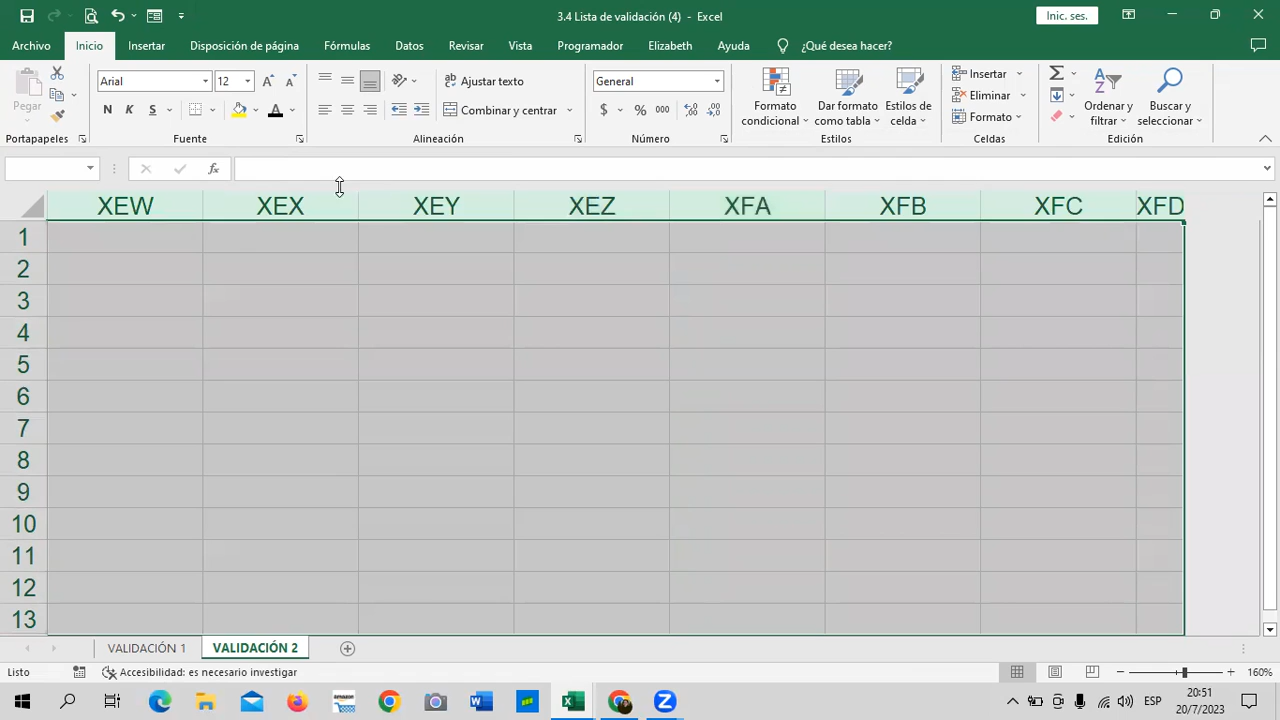 3.4 Lista de validación (4) - Excel
Inic. ses.
Archivo Inicio Insertar Disposición de página Fórmulas Datos Revisar Vista Programador Elizabeth Ayuda ¿Qué desea hacer?
Pegar
Arial 12
N K S
Ajustar texto
Combinar y centrar
General
$ % 000
Formato condicional
Dar formato como tabla
Estilos de celda
Insertar
Eliminar
Formato
Ordenar y filtrar
Buscar y seleccionar
Portapapeles Fuente Alineación Número Estilos Celdas Edición
fx
XEW XEX XEY XEZ XFA XFB XFC XFD
1
2
3
4
5
6
7
8
9
10
11
12
13
VALIDACIÓN 1 VALIDACIÓN 2
Listo Accesibilidad: es necesario investigar 160%
ESP
20:51
20/7/2023